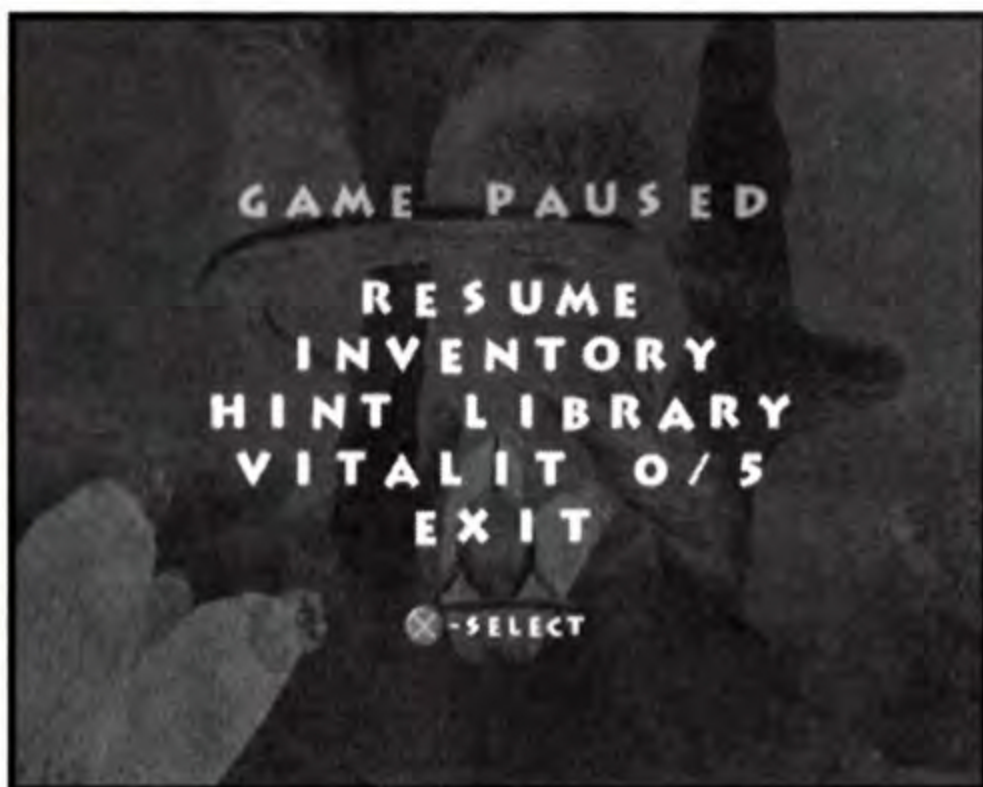 GAME PAUSED
RESUME
INVENTORY
HINT LIBRARY
VITALIT 0/5
EXIT
-SELECT